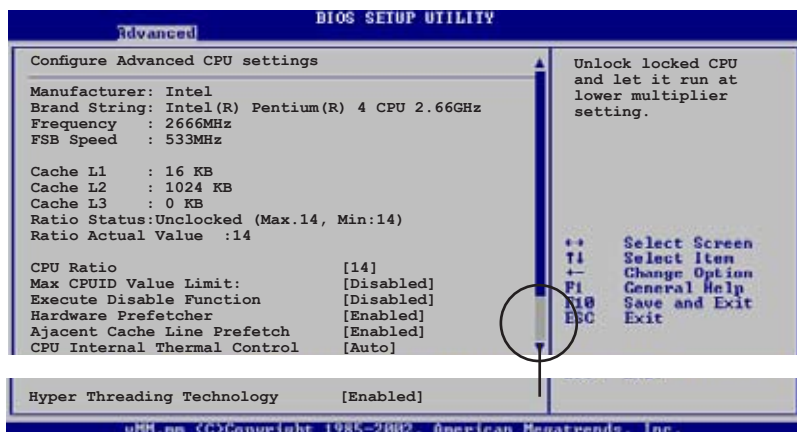 BIOS SETUP UTILITY
Advanced
Configure Advanced CPU settings
Manufacturer: Intel
Brand String: Intel(R) Pentium(R) 4 CPU 2.66GHz
Frequency : 2666MHz
FSB Speed : 533MHz
Cache L1 : 16 KB
Cache L2 : 1024 KB
Cache L3 : 0 KB
Ratio Status:Unclocked (Max.14, Min:14)
Ratio Actual Value :14
CPU Ratio [14]
Max CPUID Value Limit: [Disabled]
Execute Disable Function [Disabled]
Hardware Prefetcher [Enabled]
Ajacent Cache Line Prefetch [Enabled]
CPU Internal Thermal Control [Auto]
Hyper Threading Technology [Enabled]
Unlock locked CPU
and let it run at
lower multiplier
setting.
↔ Select Screen
↑↓ Select Item
+- Change Option
F1 General Help
F10 Save and Exit
ESC Exit
(C)Copyright 1985-2002, American Megatrends, Inc.